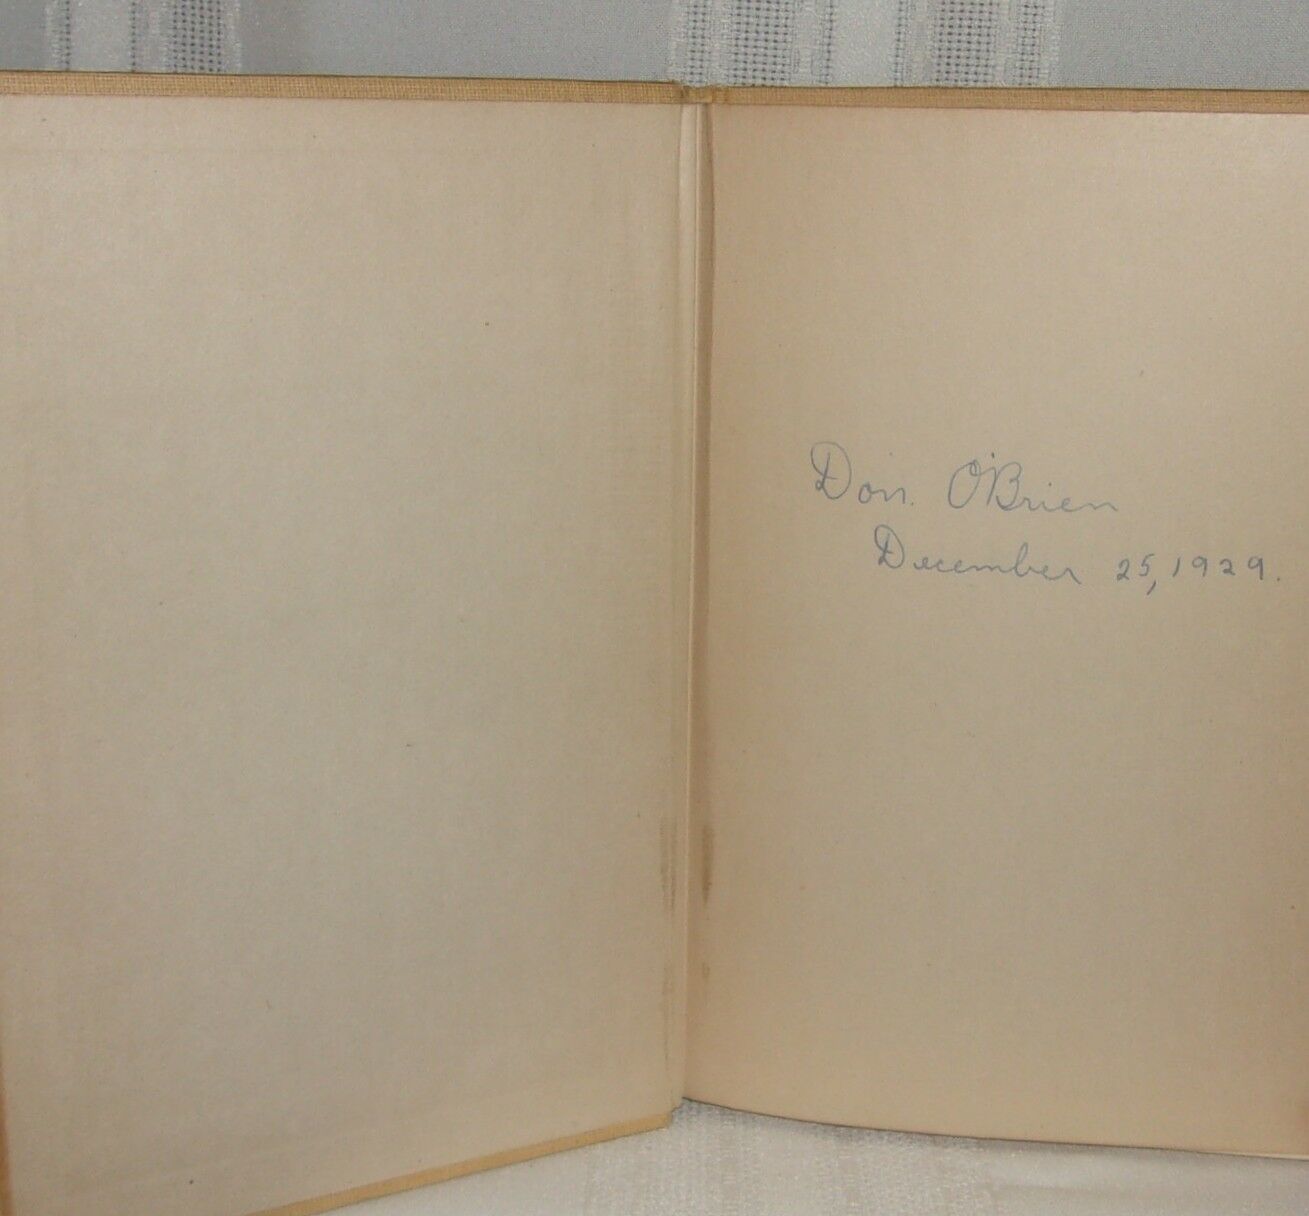 Don. O'Brien
December 25, 1929.